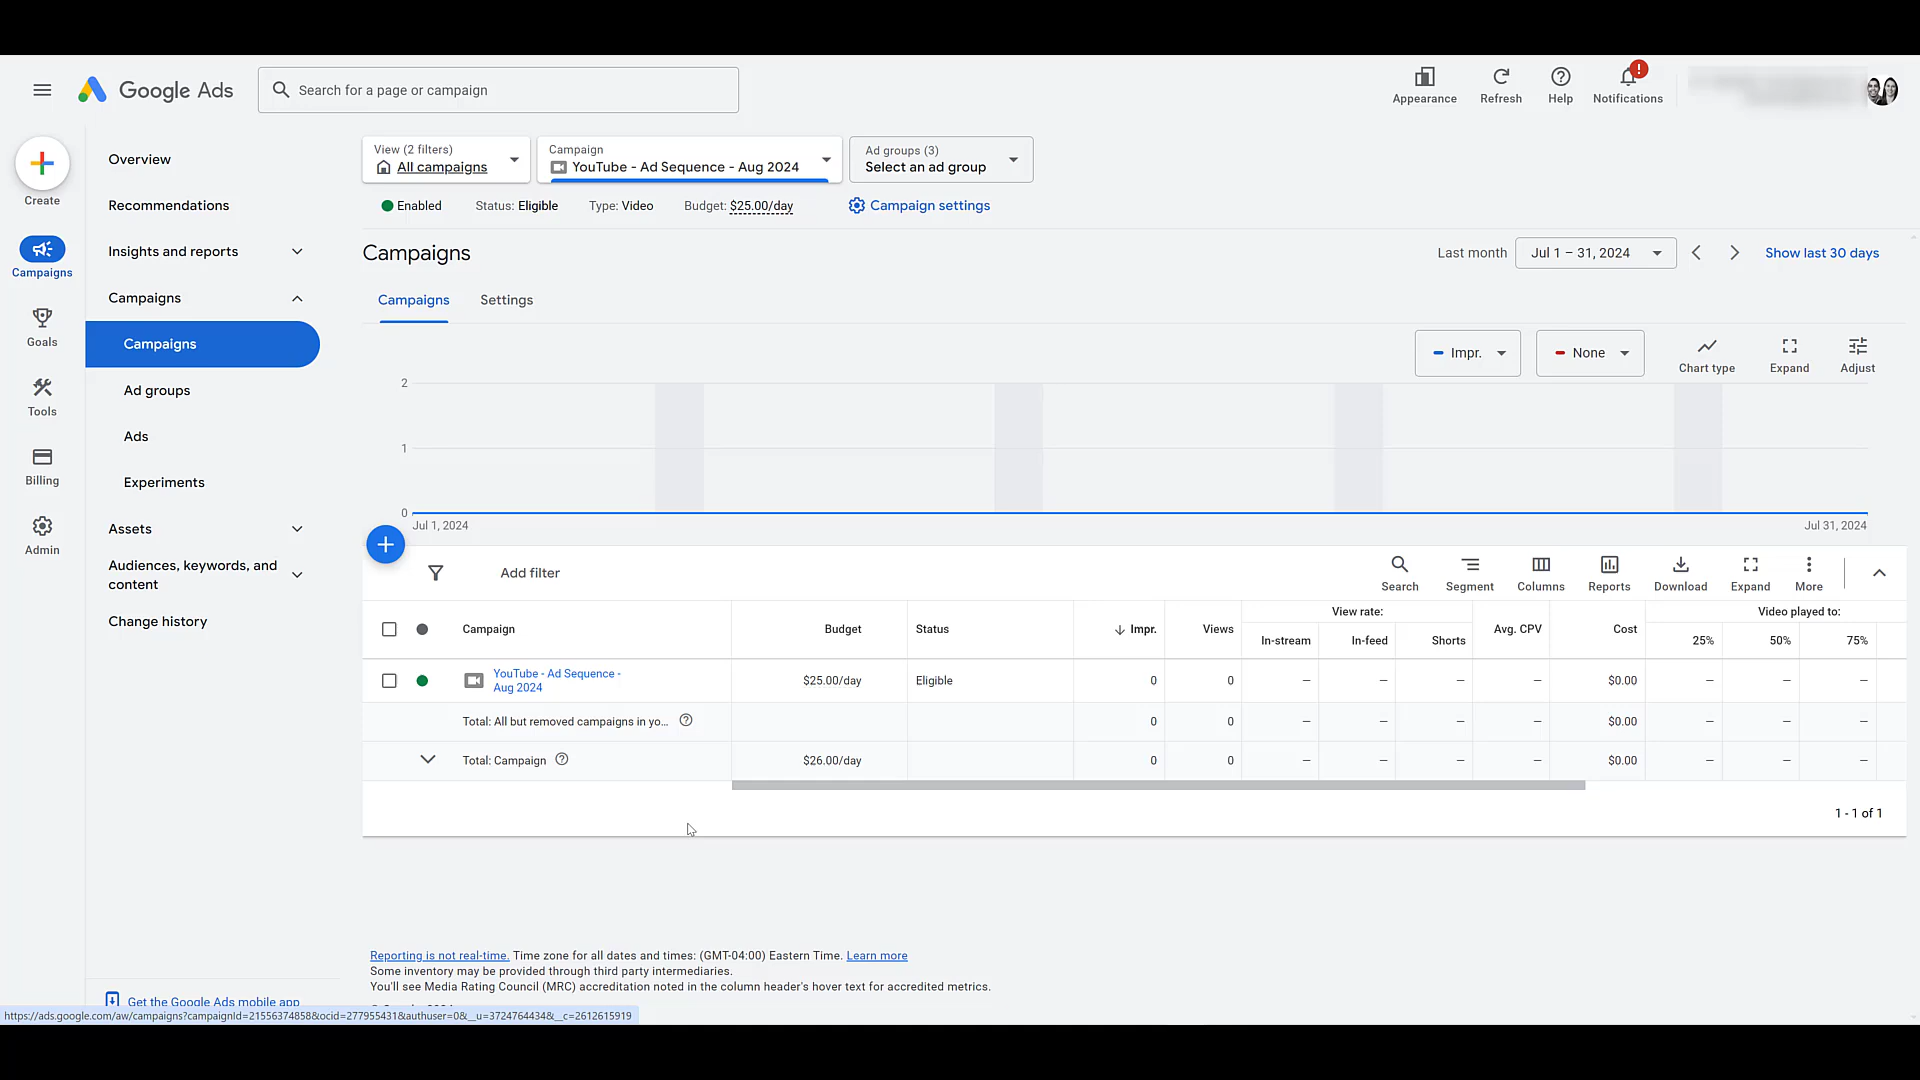 Google Ads
Search for a page or campaign
Appearance
Refresh
Help
!
Notifications
Create
Campaigns
Goals
Tools
Billing
Admin
Overview
Recommendations
Insights and reports
Campaigns
Campaigns
Ad groups
Ads
Experiments
Assets
Audiences, keywords, and
content
Change history
Get the Google Ads mobile app
View (2 filters)
All campaigns
Campaign
YouTube - Ad Sequence - Aug 2024
Ad groups (3)
Select an ad group
Enabled Status: Eligible Type: Video Budget: $25.00/day Campaign settings
Campaigns
Last month Jul 1 – 31, 2024 Show last 30 days
Campaigns Settings
Impr. None Chart type Expand Adjust
2
1
0
Jul 1, 2024 Jul 31, 2024
Add filter
Search Segment Columns Reports Download Expand More
View rate: Video played to:
Campaign Budget Status Impr. Views In-stream In-feed Shorts Avg. CPV Cost 25% 50% 75%
YouTube - Ad Sequence -
Aug 2024
$25.00/day Eligible 0 0 – – – – $0.00 – – –
Total: All but removed campaigns in yo... 0 0 – – – – $0.00 – – –
Total: Campaign $26.00/day 0 0 – – – – $0.00 – – –
1 - 1 of 1
Reporting is not real-time. Time zone for all dates and times: (GMT-04:00) Eastern Time. Learn more
Some inventory may be provided through third party intermediaries.
You'll see Media Rating Council (MRC) accreditation noted in the column header's hover text for accredited metrics.
https://ads.google.com/aw/campaigns?campaignId=21556374858&ocid=277955431&authuser=0&__u=3724764434&__c=2612615919